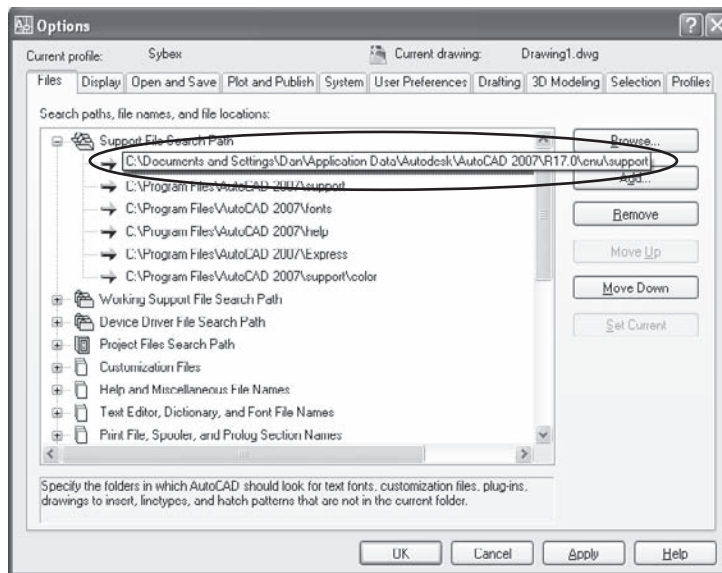 Options
Current profile: Sybex Current drawing: Drawing1.dwg
Files Display Open and Save Plot and Publish System User Preferences Drafting 3D Modeling Selection Profiles
Search paths, file names, and file locations:
Support File Search Path
C:\Documents and Settings\Dan\Application Data\Autodesk\AutoCAD 2007\R17.0\enu\support
C:\Program Files\AutoCAD 2007\support
C:\Program Files\AutoCAD 2007\fonts
C:\Program Files\AutoCAD 2007\help
C:\Program Files\AutoCAD 2007\Express
C:\Program Files\AutoCAD 2007\support\color
Working Support File Search Path
Device Driver File Search Path
Project Files Search Path
Customization Files
Help and Miscellaneous File Names
Text Editor, Dictionary, and Font File Names
Print File, Spooler, and Prolog Section Names
Browse...
Add...
Remove
Move Up
Move Down
Set Current
Specify the folders in which AutoCAD should look for text fonts, customization files, plug-ins,
drawings to insert, linetypes, and hatch patterns that are not in the current folder.
OK Cancel Apply Help